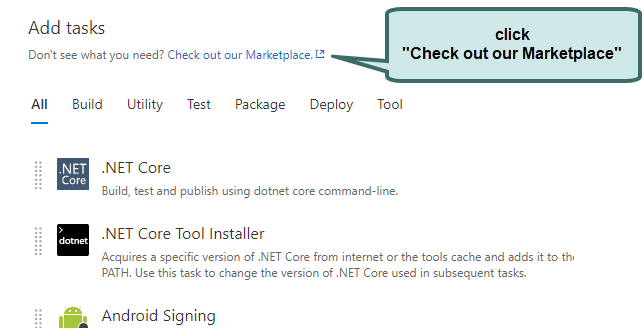 Add tasks
Don't see what you need? Check out our Marketplace.
click
"Check out our Marketplace"
All Build Utility Test Package Deploy Tool
.NET Core
.NET
Core
Build, test and publish using dotnet core command-line.
.NET Core Tool Installer
>
dotnet
Acquires a specific version of .NET Core from internet or the tools cache and adds it to the
PATH. Use this task to change the version of .NET Core used in subsequent tasks.
Android Signing